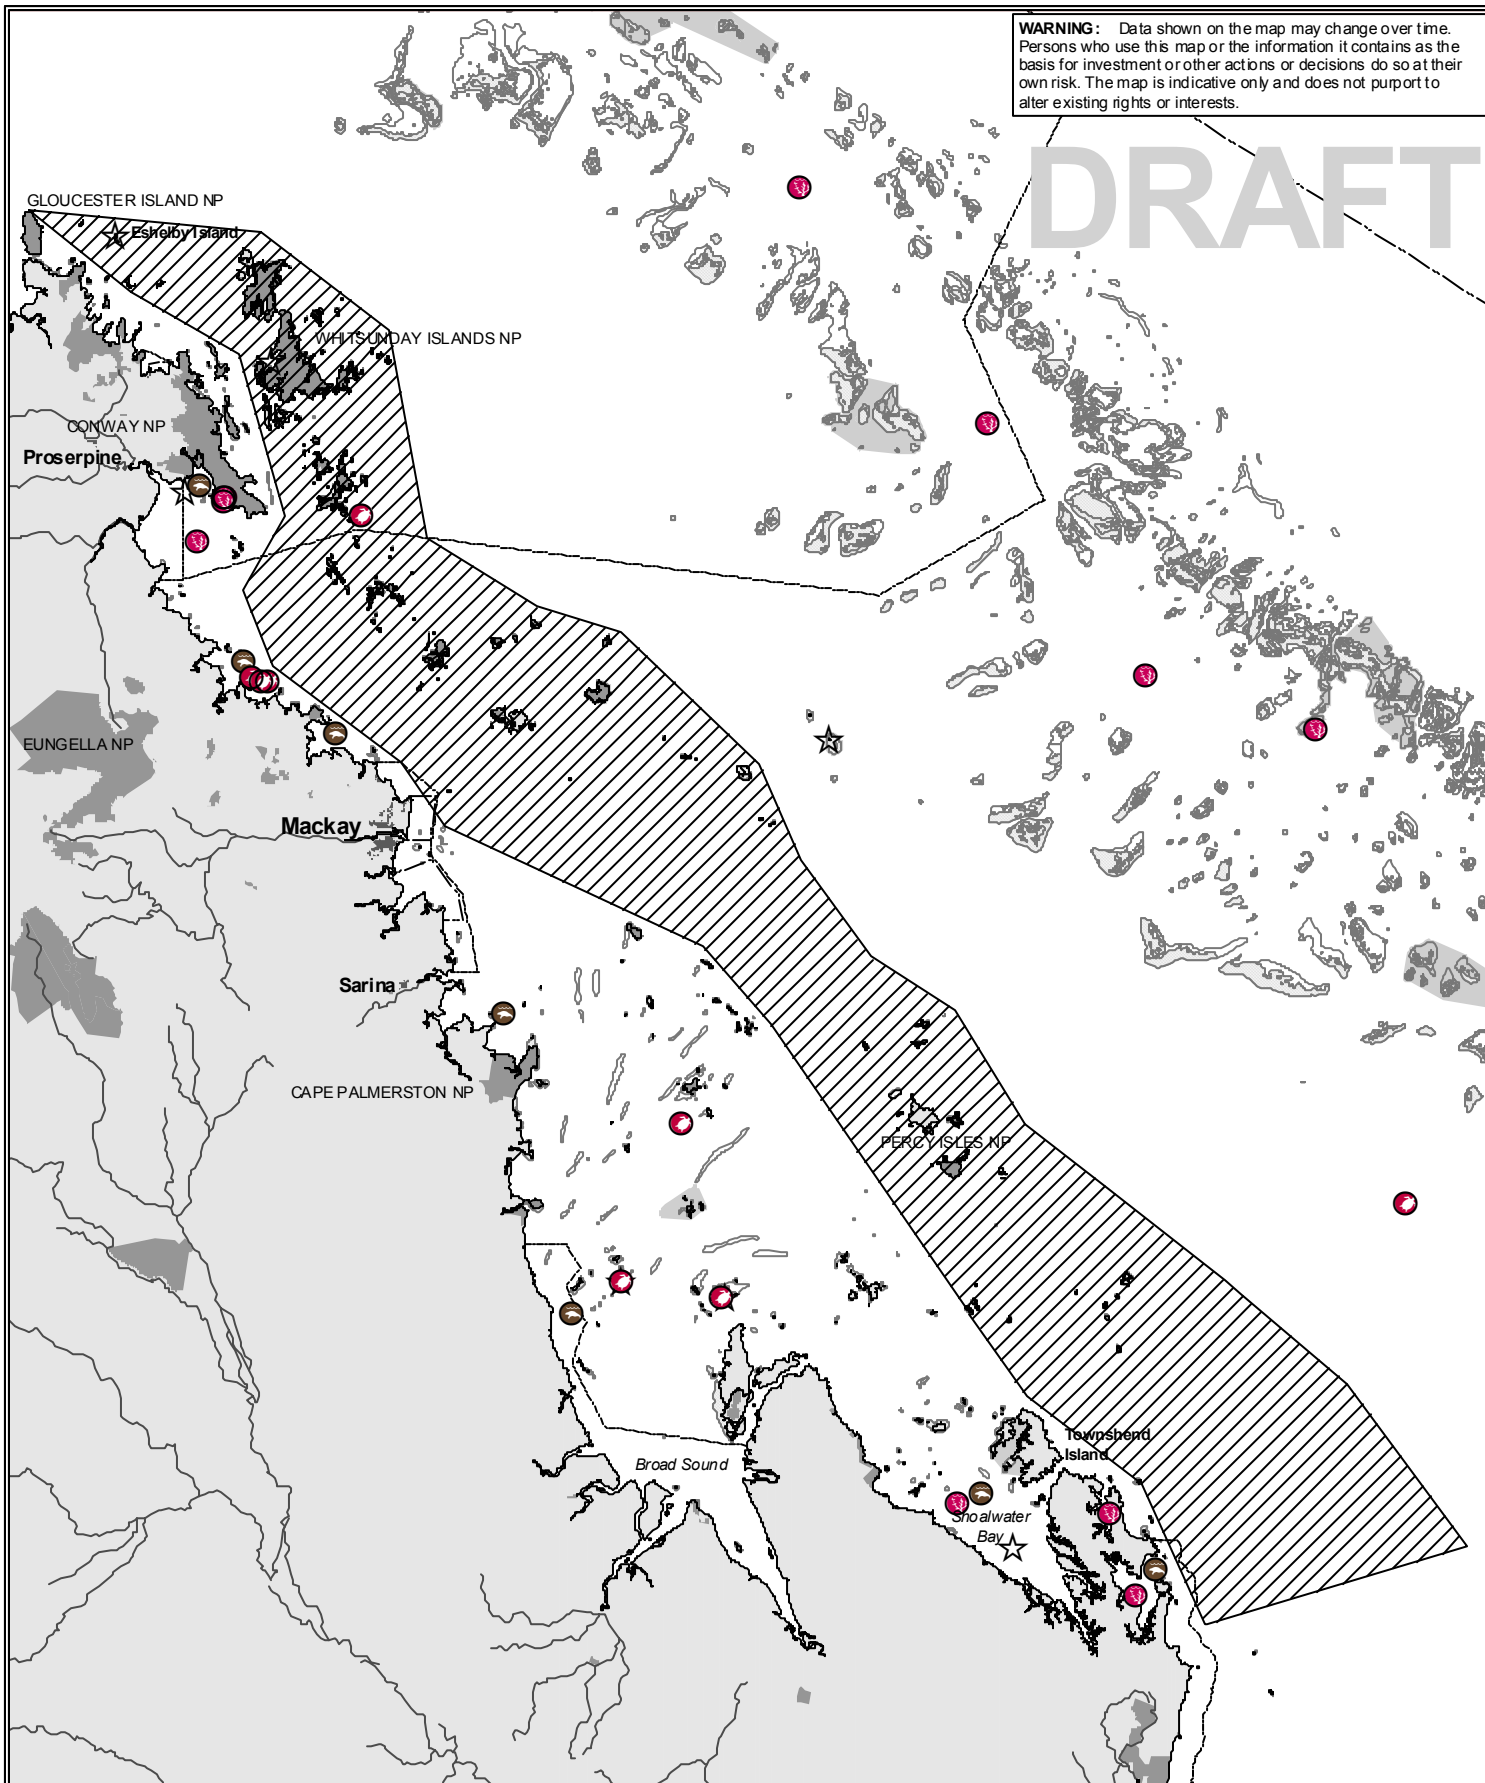 WARNING: Data shown on the map may change over time.
Persons who use this map or the information it contains as the
basis for investment or other actions or decisions do so at their
own risk. The map is indicative only and does not purport to
alter existing rights or interests.
DRAFT
GLOUCESTER ISLAND NP
Eshelby Island
WHITSUNDAY ISLANDS NP
CONWAY NP
Proserpine
EUNGELLA NP
Mackay
Sarina
CAPE PALMERSTON NP
PERCY ISLES NP
Townshend
Island
Broad Sound
Shoalwater
Bay